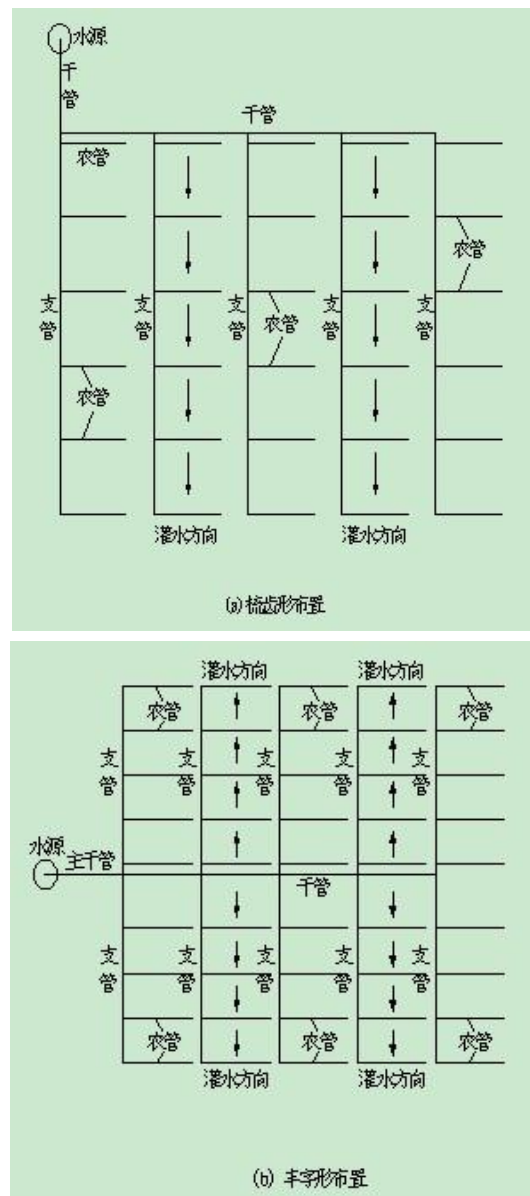 水源
干管
干管
农管
农管
支管
支管
支管
支管
支管
农管
农管
灌水方向
灌水方向
(a)梳齿形布置
灌水方向
灌水方向
农管
农管
农管
支管
支管
支管
支管
支管
水源
主干管
干管
支管
支管
支管
支管
支管
农管
农管
农管
灌水方向
灌水方向
(b) 丰字形布置